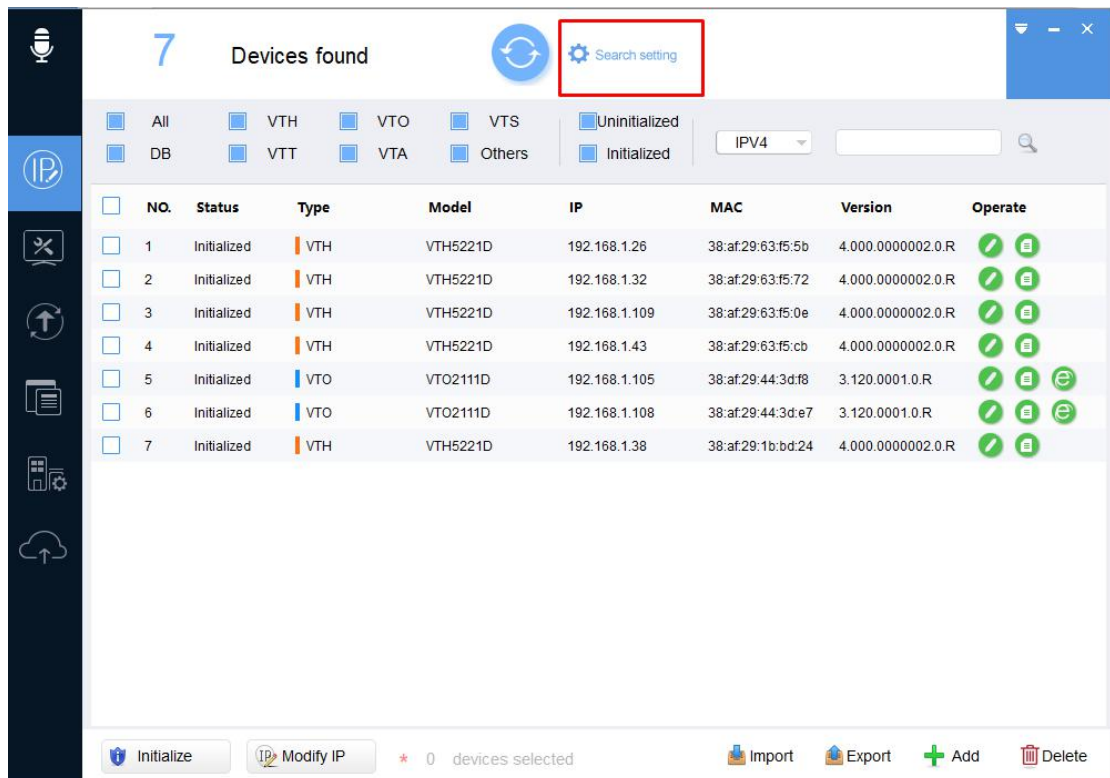 7 Devices found Search setting
All VTH VTO VTS Uninitialized
DB VTT VTA Others Initialized
IPV4
IP
NO. Status Type Model IP MAC Version Operate
1 Initialized VTH VTH5221D 192.168.1.26 38:af:29:63:f5:5b 4.000.0000002.0.R
2 Initialized VTH VTH5221D 192.168.1.32 38:af:29:63:f5:72 4.000.0000002.0.R
3 Initialized VTH VTH5221D 192.168.1.109 38:af:29:63:f5:0e 4.000.0000002.0.R
4 Initialized VTH VTH5221D 192.168.1.43 38:af:29:63:f5:cb 4.000.0000002.0.R
5 Initialized VTO VTO2111D 192.168.1.105 38:af:29:44:3d:f8 3.120.0001.0.R
6 Initialized VTO VTO2111D 192.168.1.108 38:af:29:44:3d:e7 3.120.0001.0.R
7 Initialized VTH VTH5221D 192.168.1.38 38:af:29:1b:bd:24 4.000.0000002.0.R
Initialize IP Modify IP * 0 devices selected Import Export Add Delete